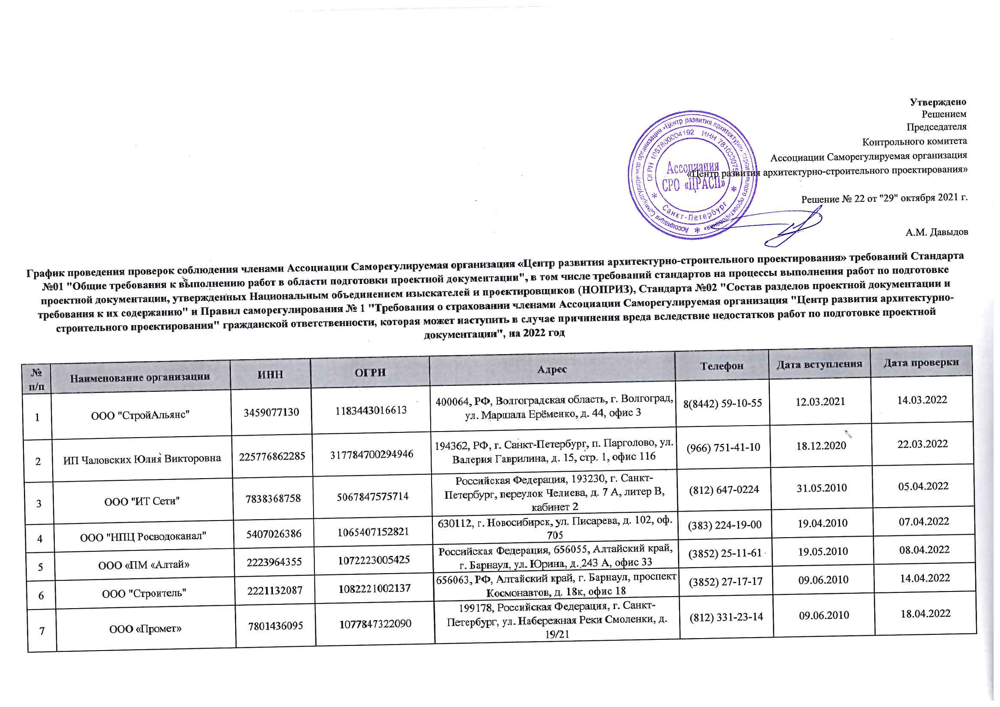 Утверждено
Решением
Председателя
Контрольного комитета
Ассоциации Саморегулируемая организация
«Центр развития архитектурно-строительного проектирования»
Решение № 22 от "29" октября 2021 г.
А.М. Давыдов
Ассоциация Саморегулируемая организация «Центр развития архитектурно-строительного проектирования»
ОГРН 1087800004192 ИНН
Ассоциация
СРО «ЦРАСП»
Санкт-Петербург
График проведения проверок соблюдения членами Ассоциации Саморегулируемая организация «Центр развития архитектурно-строительного проектирования» требований Стандарта
№01 "Общие требования к выполнению работ в области подготовки проектной документации", в том числе требований стандартов на процессы выполнения работ по подготовке
проектной документации, утвержденных Национальным объединением изыскателей и проектировщиков (НОПРИЗ), Стандарта №02 "Состав разделов проектной документации и
требования к их содержанию" и Правил саморегулирования № 1 "Требования о страховании членами Ассоциации Саморегулируемая организация "Центр развития архитектурно-
строительного проектирования" гражданской ответственности, которая может наступить в случае причинения вреда вследствие недостатков работ по подготовке проектной
документации", на 2022 год
№ п/п Наименование организации ИНН ОГРН Адрес Телефон Дата вступления Дата проверки
1 ООО "СтройАльянс" 3459077130 1183443016613 400064, РФ, Волгоградская область, г. Волгоград,
ул. Маршала Ерёменко, д. 44, офис 3 8(8442) 59-10-55 12.03.2021 14.03.2022
2 ИП Чаловских Юлия Викторовна 225776862285 317784700294946 194362, РФ, г. Санкт-Петербург, п. Парголово, ул.
Валерия Гаврилина, д. 15, стр. 1, офис 116 (966) 751-41-10 18.12.2020 22.03.2022
3 ООО "ИТ Сети" 7838368758 5067847575714 Российская Федерация, 193230, г. Санкт-
Петербург, переулок Челиева, д. 7 А, литер В,
кабинет 2 (812) 647-0224 31.05.2010 05.04.2022
4 ООО "НПЦ Росводоканал" 5407026386 1065407152821 630112, г. Новосибирск, ул. Писарева, д. 102, оф.
705 (383) 224-19-00 19.04.2010 07.04.2022
5 ООО «ПМ «Алтай» 2223964355 1072223005425 Российская Федерация, 656055, Алтайский край,
г. Барнаул, ул. Юрина, д. 243 А, офис 33 (3852) 25-11-61 19.05.2010 08.04.2022
6 ООО "Строитель" 2221132087 1082221002137 656063, РФ, Алтайский край, г. Барнаул, проспект
Космонавтов, д. 18к, офис 18 (3852) 27-17-17 09.06.2010 14.04.2022
7 ООО «Промет» 7801436095 1077847322090 199178, Российская Федерация, г. Санкт-
Петербург, ул. Набережная Реки Смоленки, д.
19/21 (812) 331-23-14 09.06.2010 18.04.2022